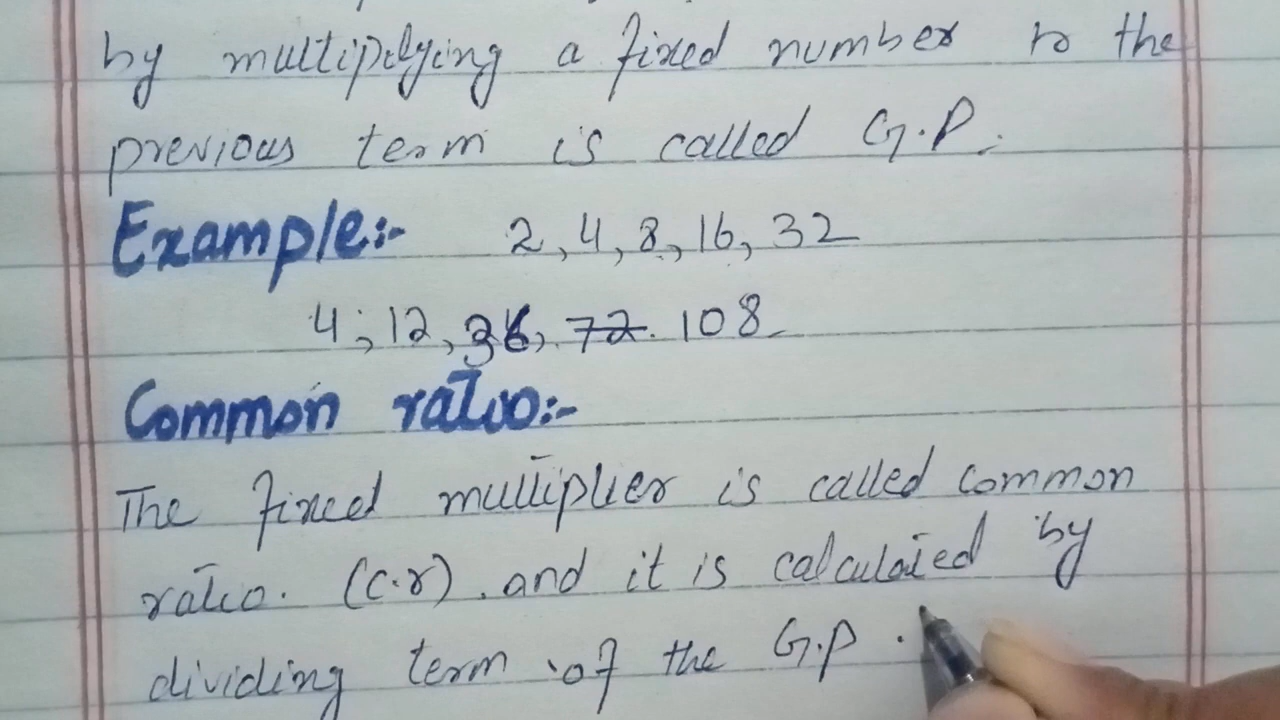 by multiplying a fixed number to the
previous term is called G.P.
Example:- 2, 4, 8, 16, 32
4, 12, 36, 72. 108
Common ratio:-
The fixed multiplier is called common
ratio. (c.r). and it is calculated by
dividing term of the G.P.